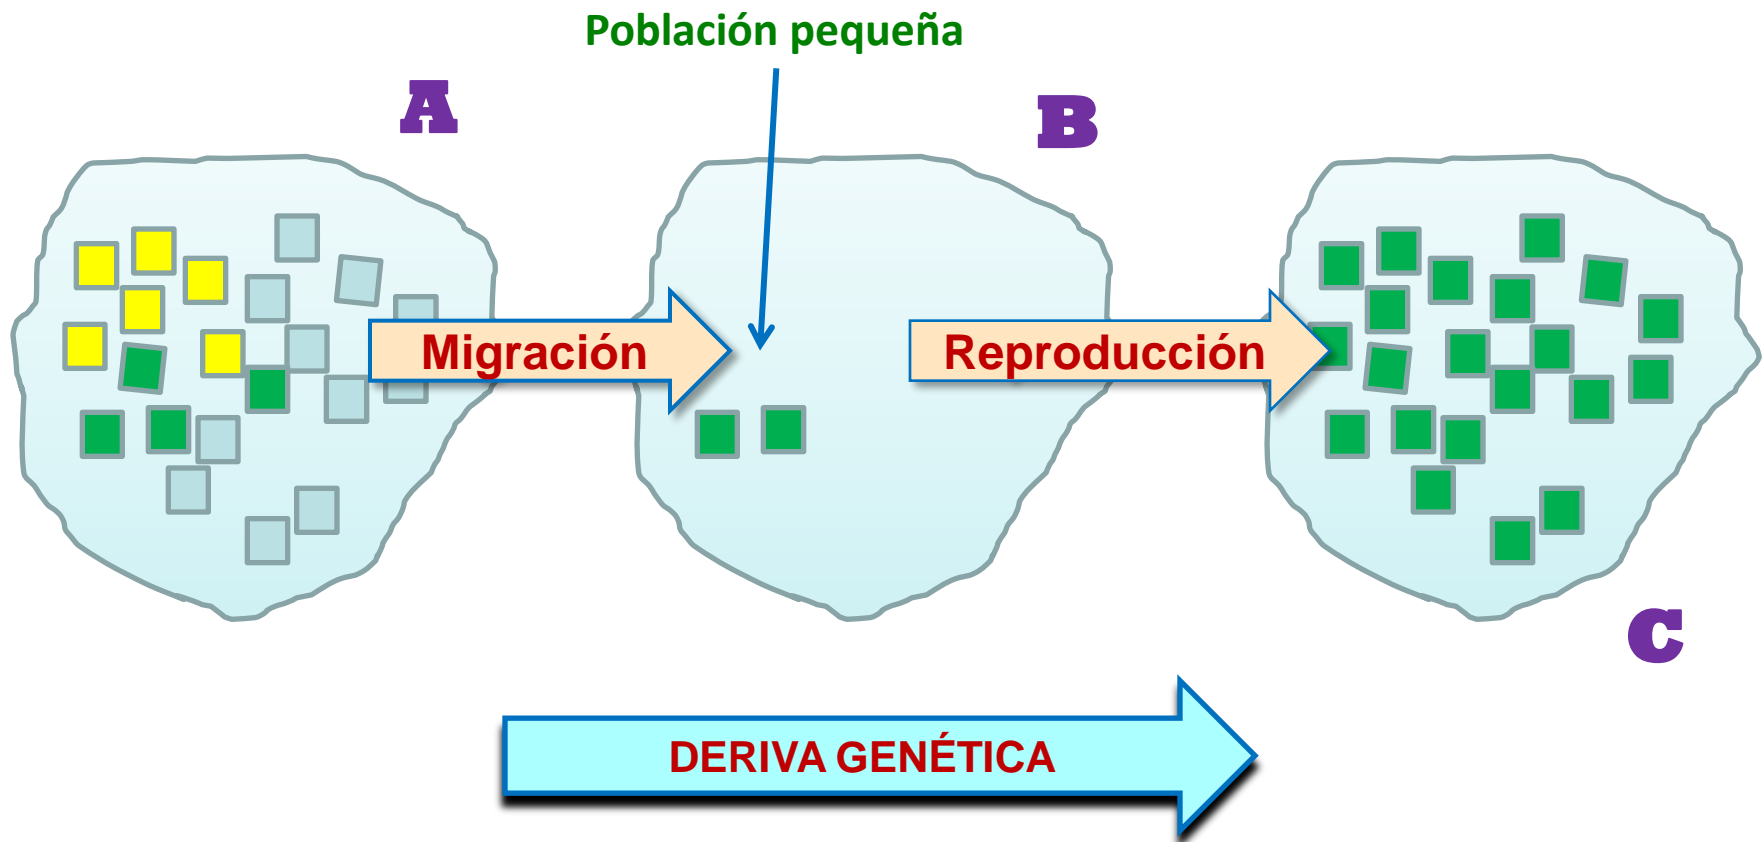 Población pequeña
A
B
Migración
Reproducción
C
DERIVA GENÉTICA